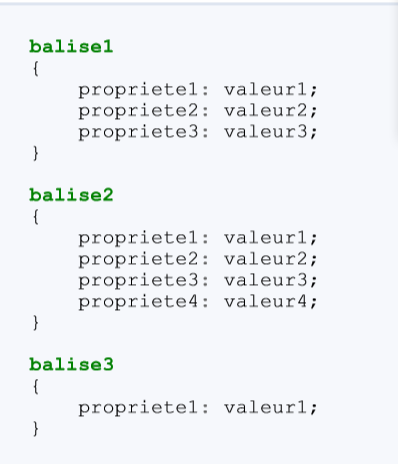 balise1
{
propriete1: valeur1;
propriete2: valeur2;
propriete3: valeur3;
}
balise2
{
propriete1: valeur1;
propriete2: valeur2;
propriete3: valeur3;
propriete4: valeur4;
}
balise3
{
propriete1: valeur1;
}